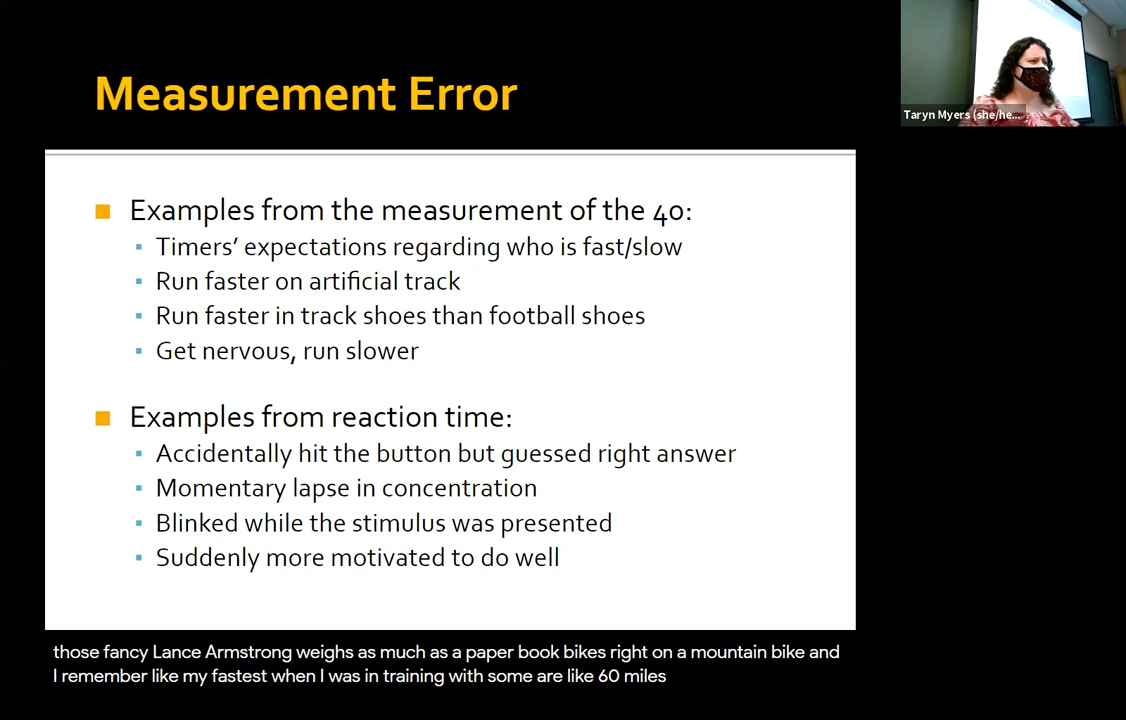 Measurement Error
Taryn Myers (she/he...
Examples from the measurement of the 40:
Timers' expectations regarding who is fast/slow
Run faster on artificial track
Run faster in track shoes than football shoes
Get nervous, run slower
Examples from reaction time:
Accidentally hit the button but guessed right answer
Momentary lapse in concentration
Blinked while the stimulus was presented
Suddenly more motivated to do well
those fancy Lance Armstrong weighs as much as a paper book bikes right on a mountain bike and
I remember like my fastest when I was in training with some are like 60 miles